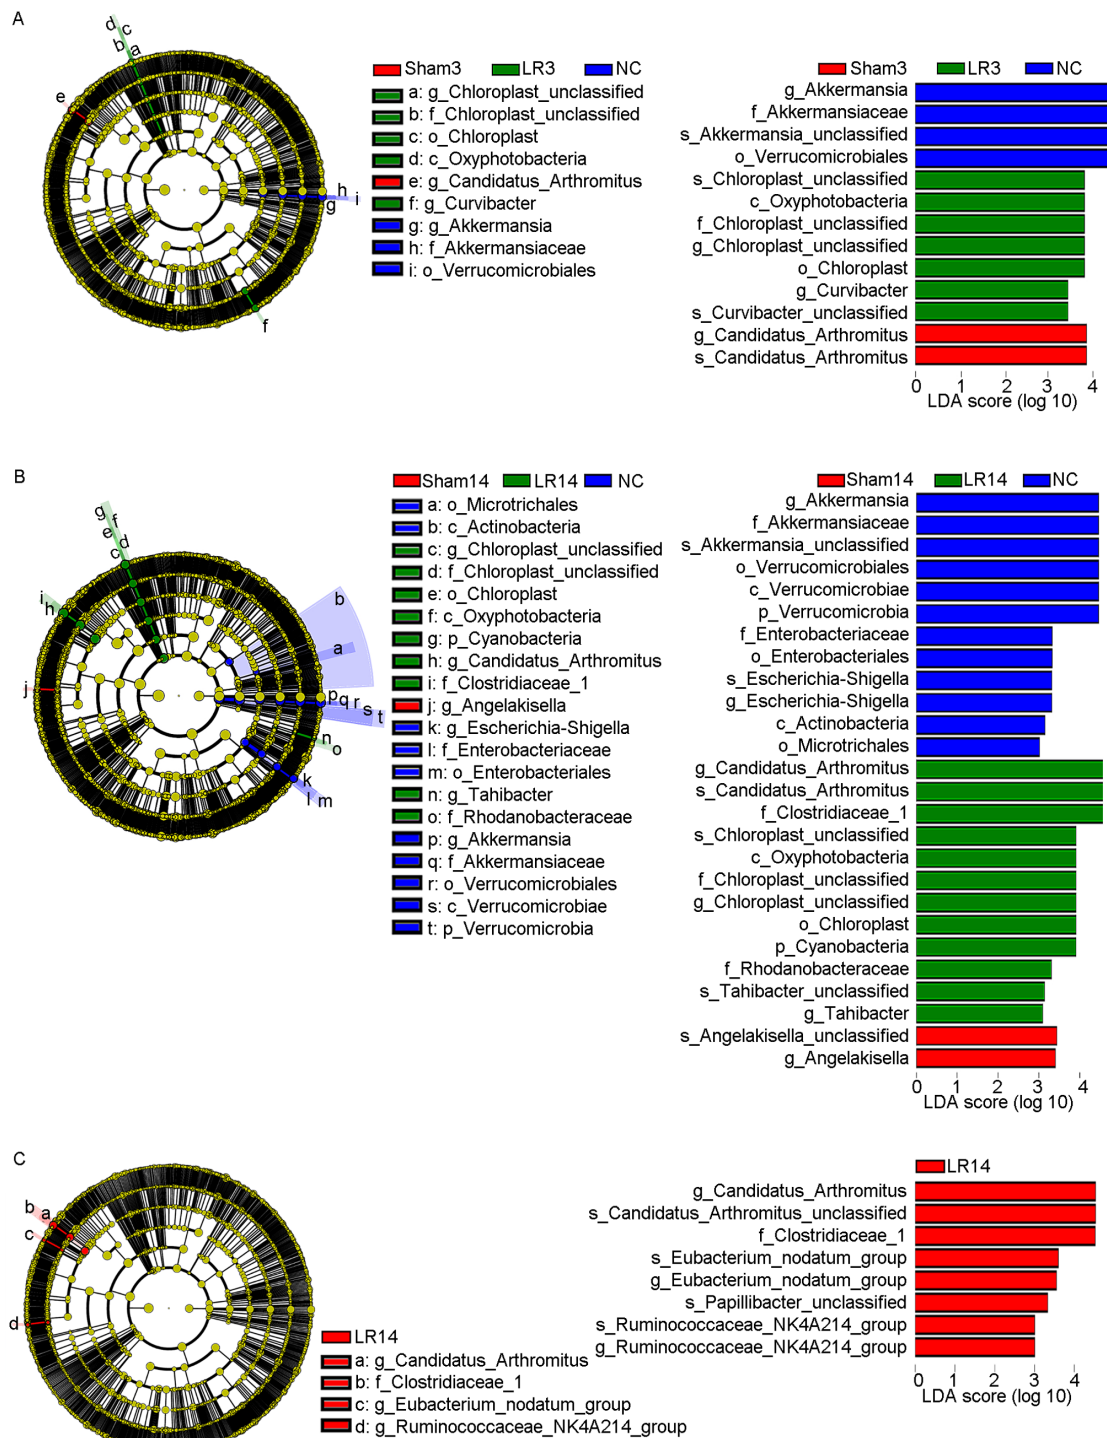 A
d
c
b
a
e
h
i
g
f
Sham3 LR3 NC
a: g_Chloroplast_unclassified
b: f_Chloroplast_unclassified
c: o_Chloroplast
d: c_Oxyphotobacteria
e: g_Candidatus_Arthromitus
f: g_Curvibacter
g: g_Akkermansia
h: f_Akkermansiaceae
i: o_Verrucomicrobiales
Sham3 LR3 NC
g_Akkermansia
f_Akkermansiaceae
s_Akkermansia_unclassified
o_Verrucomicrobiales
s_Chloroplast_unclassified
c_Oxyphotobacteria
f_Chloroplast_unclassified
g_Chloroplast_unclassified
o_Chloroplast
g_Curvibacter
s_Curvibacter_unclassified
g_Candidatus_Arthromitus
s_Candidatus_Arthromitus
0 1 2 3 4
LDA score (log 10)
B
g
f
e
d
c
i
h
b
a
j
p q r s t
n
o
k
l
m
Sham14 LR14 NC
a: o_Microtrichales
b: c_Actinobacteria
c: g_Chloroplast_unclassified
d: f_Chloroplast_unclassified
e: o_Chloroplast
f: c_Oxyphotobacteria
g: p_Cyanobacteria
h: g_Candidatus_Arthromitus
i: f_Clostridiaceae_1
j: g_Angelakisella
k: g_Escherichia-Shigella
l: f_Enterobacteriaceae
m: o_Enterobacteriales
n: g_Tahibacter
o: f_Rhodanobacteraceae
p: g_Akkermansia
q: f_Akkermansiaceae
r: o_Verrucomicrobiales
s: c_Verrucomicrobiae
t: p_Verrucomicrobia
Sham14 LR14 NC
g_Akkermansia
f_Akkermansiaceae
s_Akkermansia_unclassified
o_Verrucomicrobiales
c_Verrucomicrobiae
p_Verrucomicrobia
f_Enterobacteriaceae
o_Enterobacteriales
s_Escherichia-Shigella
g_Escherichia-Shigella
c_Actinobacteria
o_Microtrichales
g_Candidatus_Arthromitus
s_Candidatus_Arthromitus
f_Clostridiaceae_1
s_Chloroplast_unclassified
c_Oxyphotobacteria
f_Chloroplast_unclassified
g_Chloroplast_unclassified
o_Chloroplast
p_Cyanobacteria
f_Rhodanobacteraceae
s_Tahibacter_unclassified
g_Tahibacter
s_Angelakisella_unclassified
g_Angelakisella
0 1 2 3 4
LDA score (log 10)
C
b
a
c
d
LR14
a: g_Candidatus_Arthromitus
b: f_Clostridiaceae_1
c: g_Eubacterium_nodatum_group
d: g_Ruminococcaceae_NK4A214_group
LR14
g_Candidatus_Arthromitus
s_Candidatus_Arthromitus_unclassified
f_Clostridiaceae_1
s_Eubacterium_nodatum_group
g_Eubacterium_nodatum_group
s_Papillibacter_unclassified
s_Ruminococcaceae_NK4A214_group
g_Ruminococcaceae_NK4A214_group
0 1 2 3 4
LDA score (log 10)